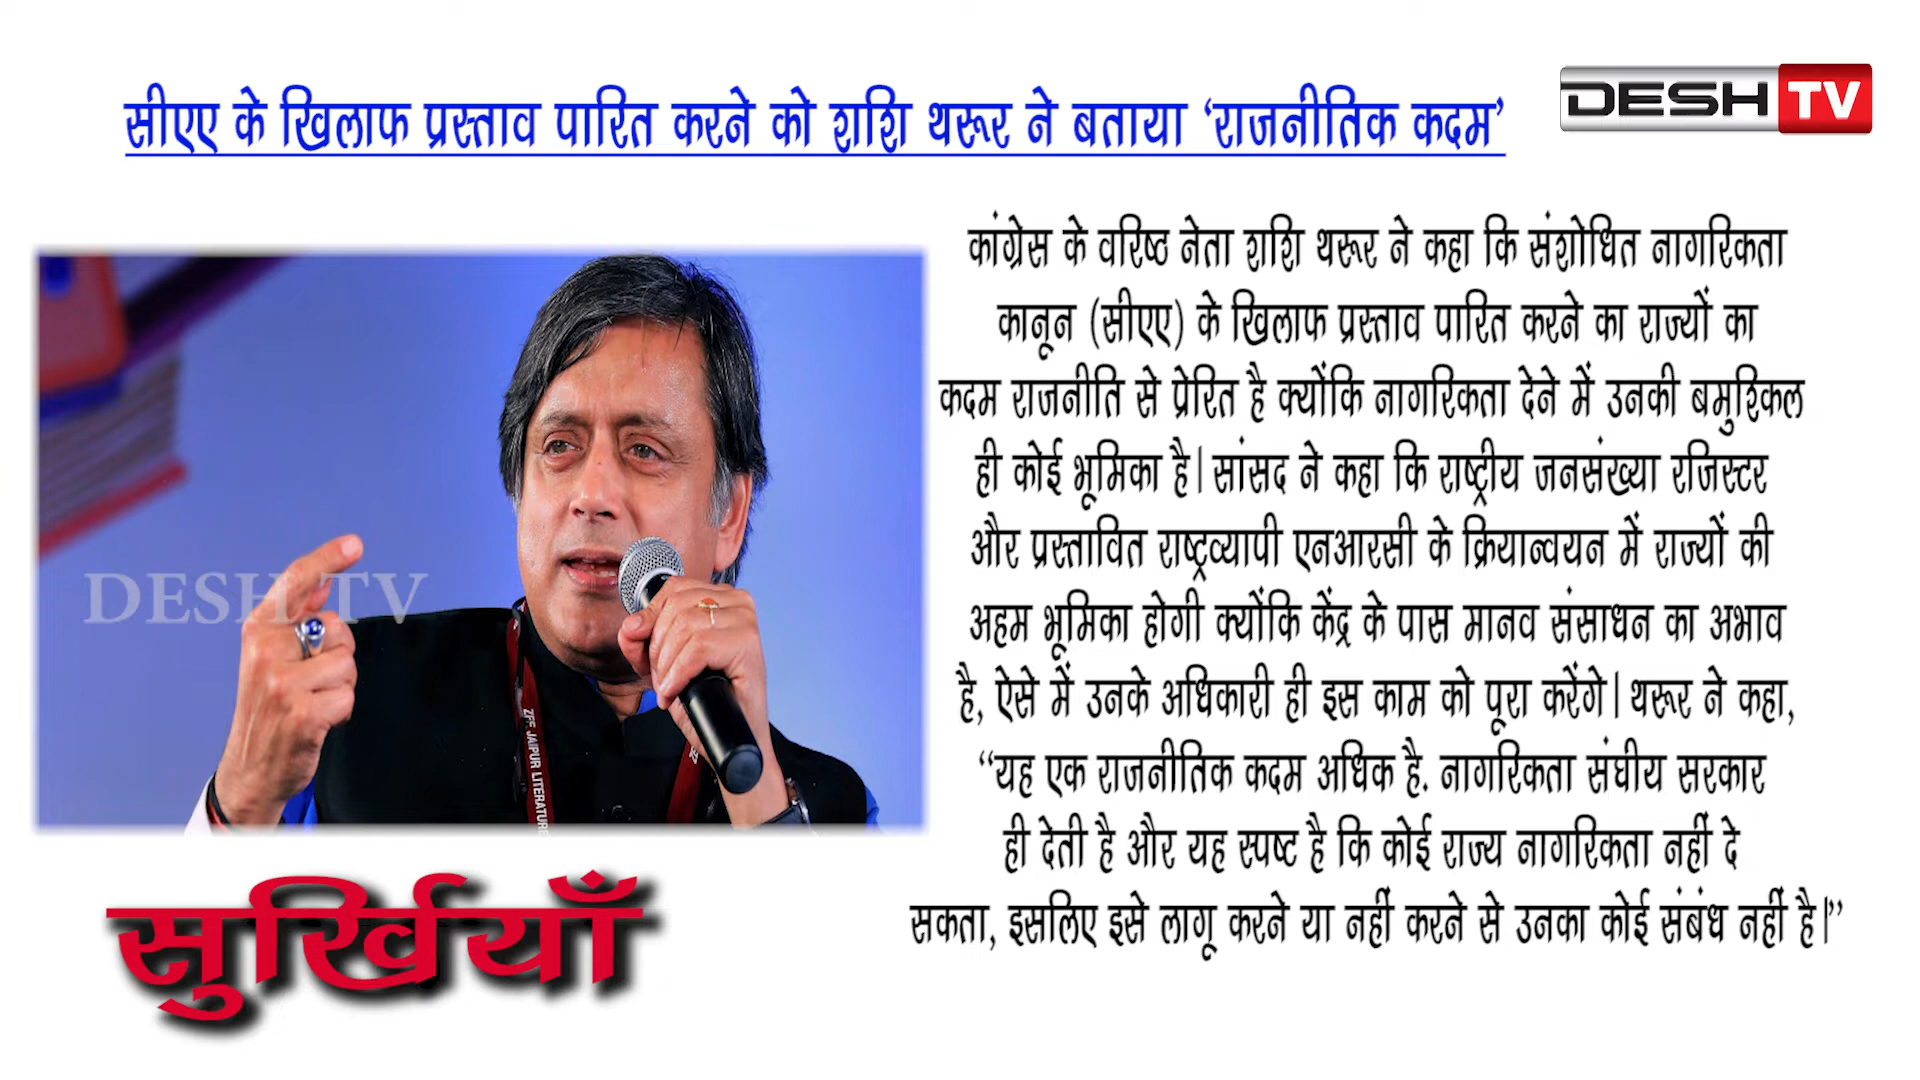 सीएए के खिलाफ प्रस्ताव पारित करने को शशि थरूर ने बताया ‘राजनीतिक कदम’
DESH TV
कांग्रेस के वरिष्ठ नेता शशि थरूर ने कहा कि संशोधित नागरिकता
कानून (सीएए) के खिलाफ प्रस्ताव पारित करने का राज्यों का
कदम राजनीति से प्रेरित है क्योंकि नागरिकता देने में उनकी बमुश्किल
ही कोई भूमिका है। सांसद ने कहा कि राष्ट्रीय जनसंख्या रजिस्टर
और प्रस्तावित राष्ट्रव्यापी एनआरसी के क्रियान्वयन में राज्यों की
अहम भूमिका होगी क्योंकि केंद्र के पास मानव संसाधन का अभाव
है, ऐसे में उनके अधिकारी ही इस काम को पूरा करेंगे। थरूर ने कहा,
“यह एक राजनीतिक कदम अधिक है. नागरिकता संघीय सरकार
ही देती है और यह स्पष्ट है कि कोई राज्य नागरिकता नहीं दे
सकता, इसलिए इसे लागू करने या नहीं करने से उनका कोई संबंध नहीं है।”
DESH TV
ZEE JAIPUR LITERATURE
सुर्खियाँ